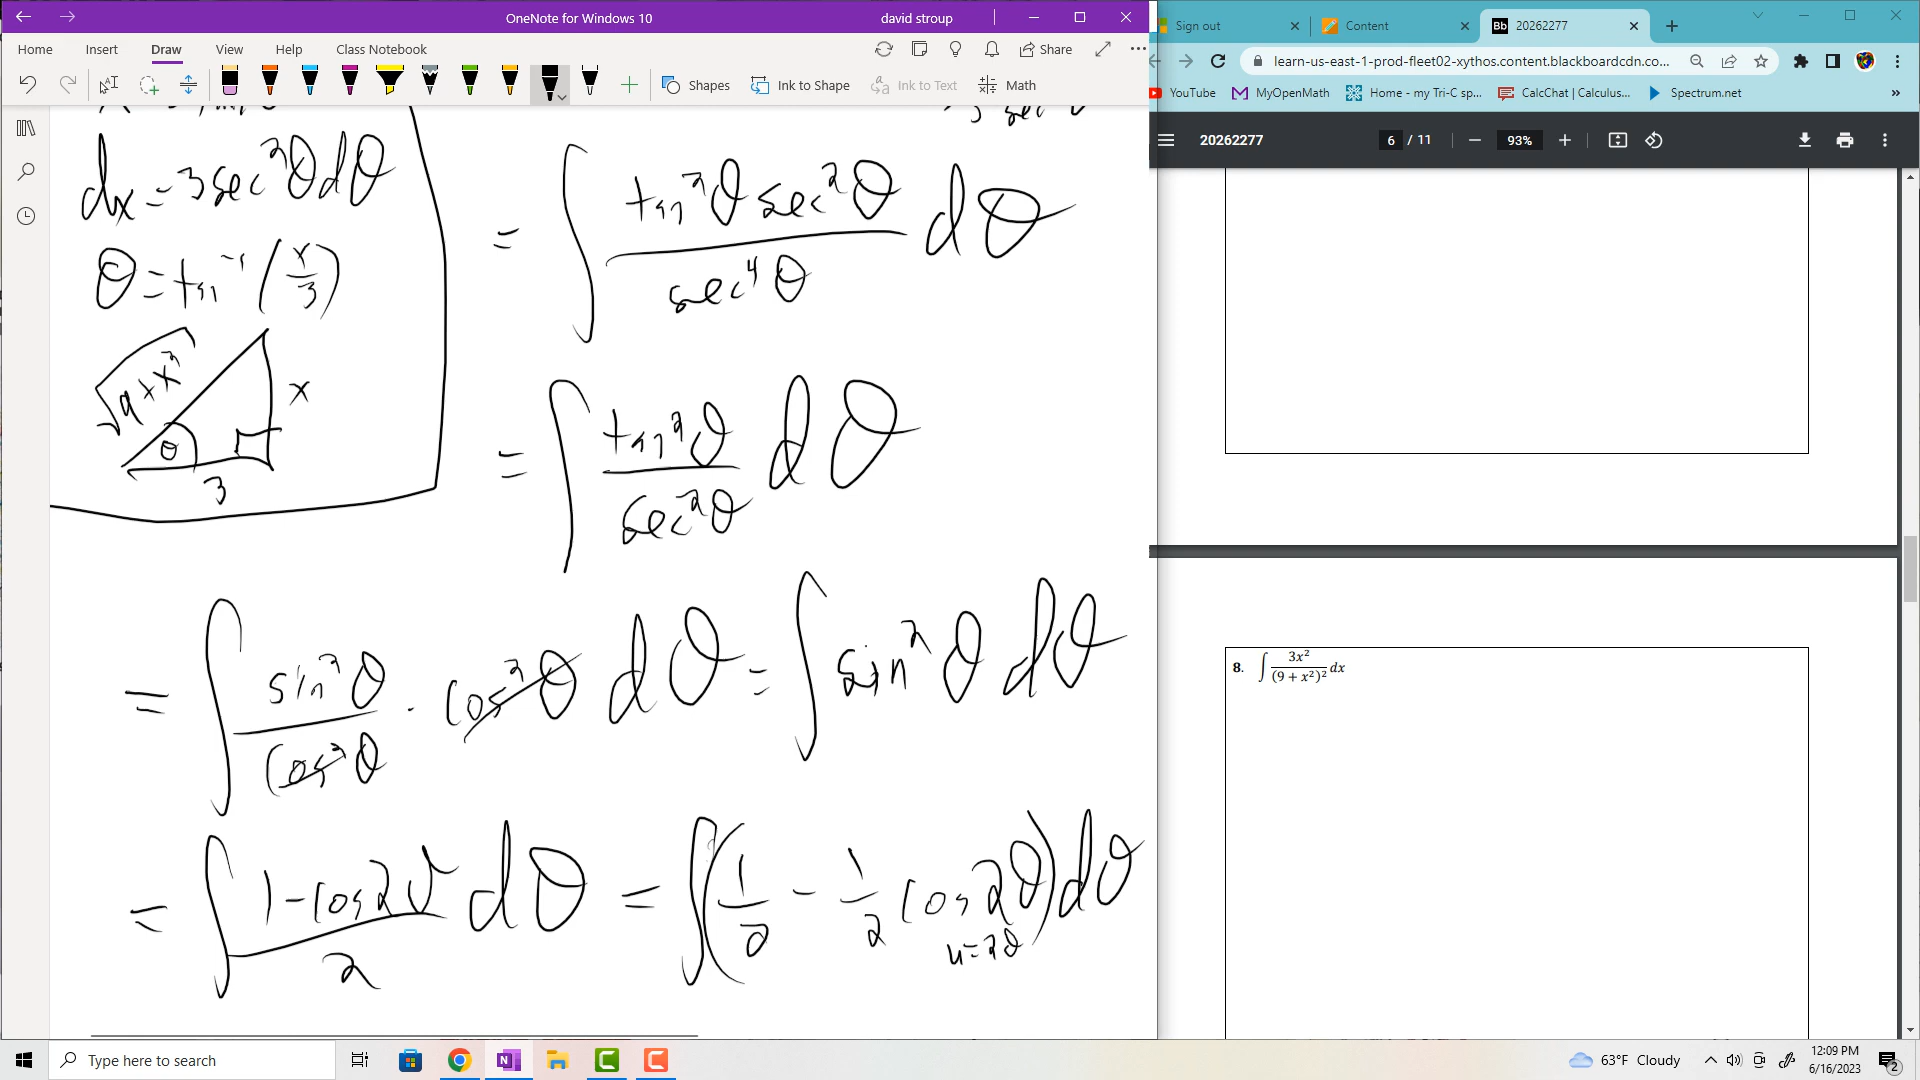 OneNote for Windows 10
david stroup
Home Insert Draw View Help Class Notebook
Share
Shapes
Ink to Shape
Ink to Text
Math
dx = 3 sec²θ dθ
θ = tan⁻¹ (x/3)
√9+x²
x
θ
3
= ∫ tan²θ sec²θ / sec⁴θ dθ
= ∫ tan²θ / sec²θ dθ
= ∫ sin²θ / cos²θ · cos²θ dθ = ∫ sin²θ dθ
= ∫ 1-cos2θ / 2 dθ = ∫ (1/2 - 1/2 cos2θ) dθ
u=2θ
Sign out
Content
Bb 20262277
learn-us-east-1-prod-fleet02-xythos.content.blackboardcdn.co...
YouTube
MyOpenMath
Home - my Tri-C sp...
CalcChat | Calculus...
Spectrum.net
»
20262277
6 / 11
93%
8. ∫ 3x² / (9 + x²)² dx
Type here to search
63°F Cloudy
12:09 PM
6/16/2023
2